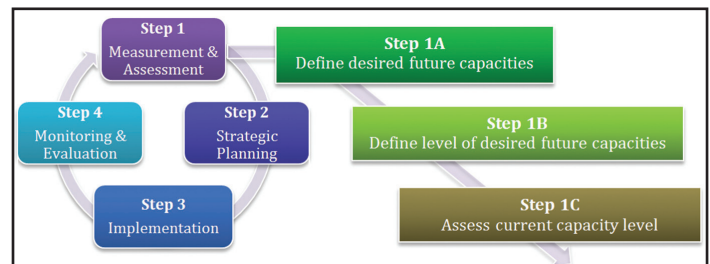 Step 1
Measurement &
Assessment
Step 2
Strategic
Planning
Step 3
Implementation
Step 4
Monitoring &
Evaluation
Step 1A
Define desired future capacities
Step 1B
Define level of desired future capacities
Step 1C
Assess current capacity level